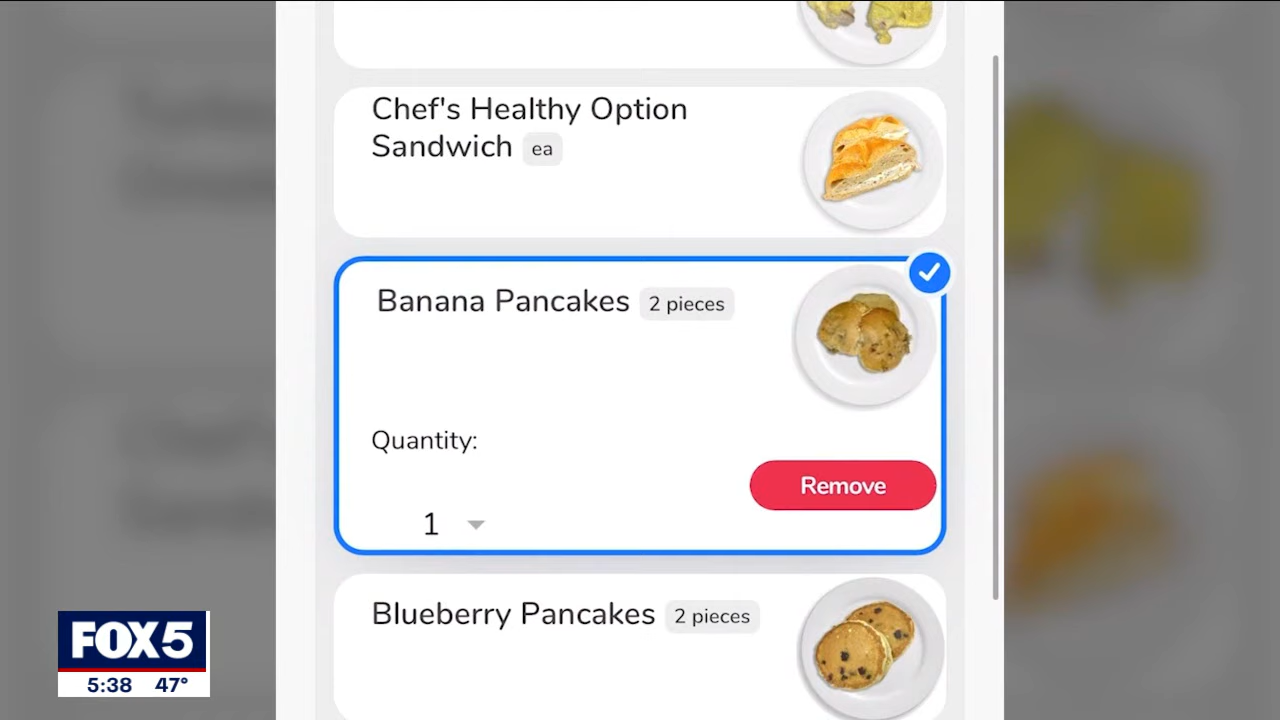 Chef's Healthy Option
Sandwich ea
Banana Pancakes 2 pieces
Quantity:
Remove
1
Blueberry Pancakes 2 pieces
FOX5
5:38 47°